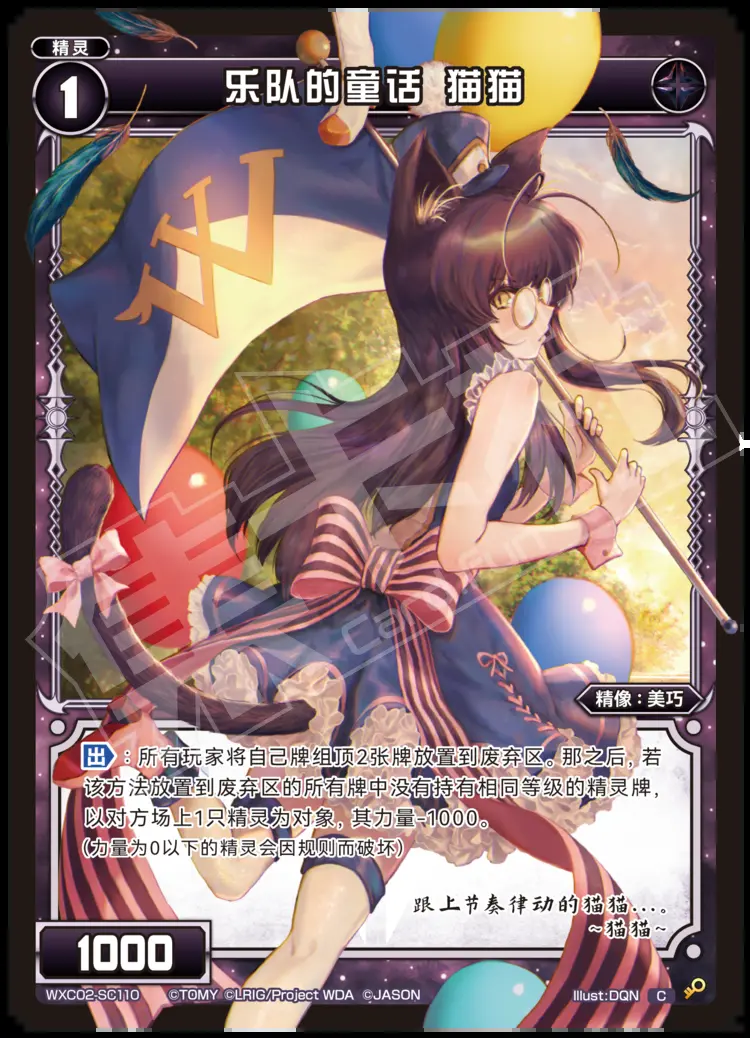 精灵
1
乐队的童话 猫猫
W
精像:美巧
出:所有玩家将自己牌组顶2张牌放置到废弃区。那之后,若
该方法放置到废弃区的所有牌中没有持有相同等级的精灵牌,
以对方场上1只精灵为对象,其力量-1000。
(力量为0以下的精灵会因规则而破坏)
跟上节奏律动的猫猫...。
~猫猫~
1000
WXC02-SC110 ©TOMY ©LRIG/Project WDA ©JASON Illust:DQN C